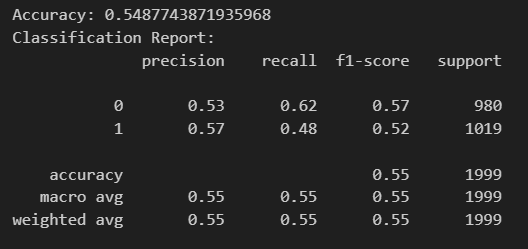 Accuracy: 0.5487743871935968
Classification Report:
precision recall f1-score support
0 0.53 0.62 0.57 980
1 0.57 0.48 0.52 1019
accuracy 0.55 1999
macro avg 0.55 0.55 0.55 1999
weighted avg 0.55 0.55 0.55 1999